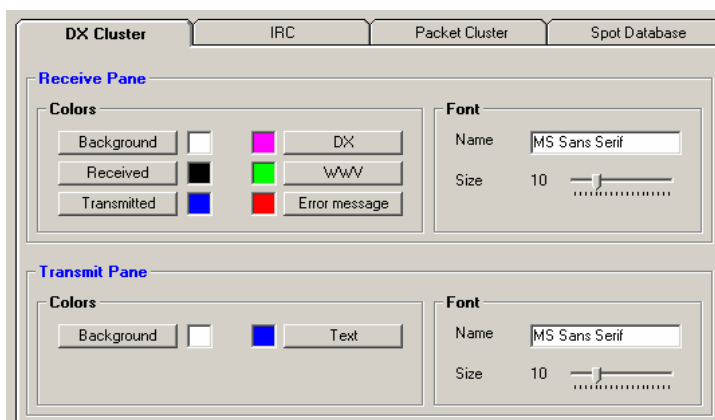 DX Cluster IRC Packet Cluster Spot Database
Receive Pane
Colors Font
Background DX Name MS Sans Serif
Received WWV Size 10
Transmitted Error message
Transmit Pane
Colors Font
Background Text Name MS Sans Serif
Size 10